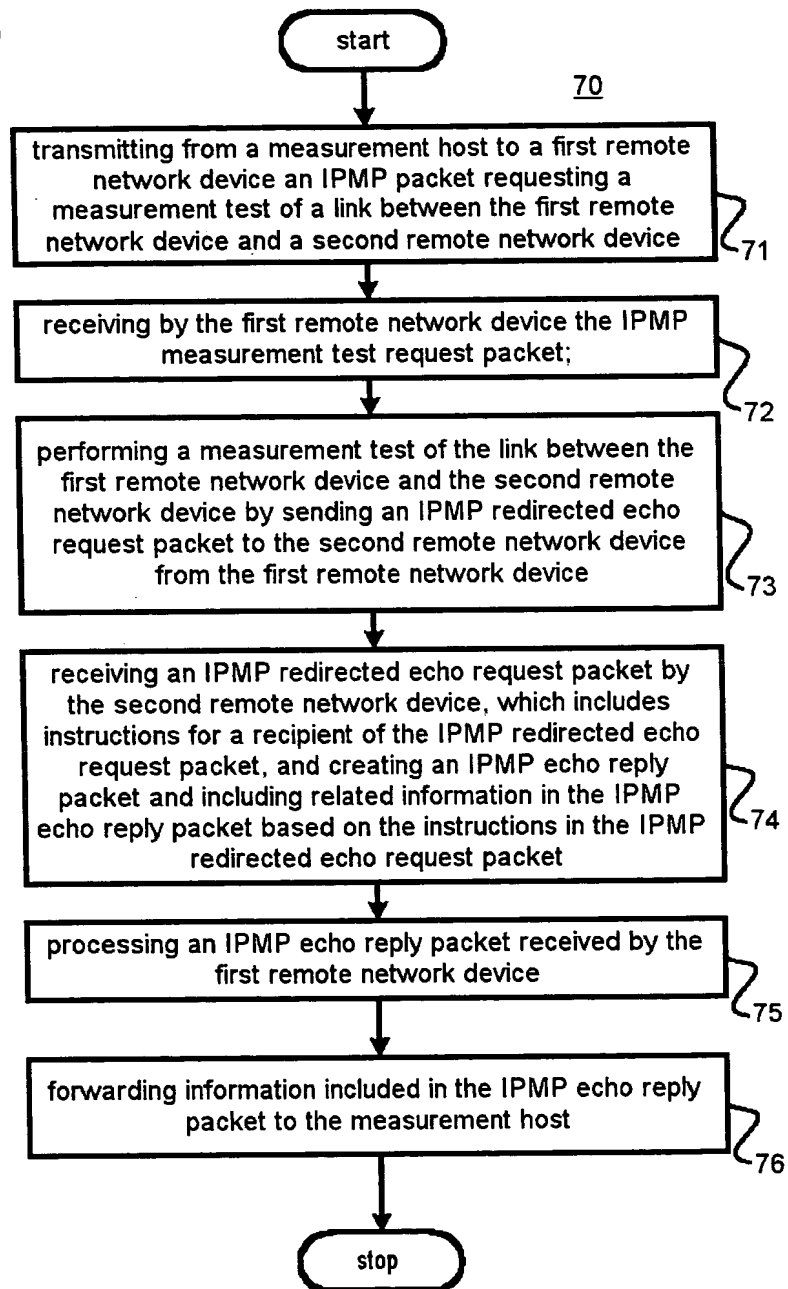 start
70
transmitting from a measurement host to a first remote
network device an IPMP packet requesting a
measurement test of a link between the first remote
network device and a second remote network device
71
receiving by the first remote network device the IPMP
measurement test request packet;
72
performing a measurement test of the link between the
first remote network device and the second remote
network device by sending an IPMP redirected echo
request packet to the second remote network device
from the first remote network device
73
receiving an IPMP redirected echo request packet by
the second remote network device, which includes
instructions for a recipient of the IPMP redirected echo
request packet, and creating an IPMP echo reply
packet and including related information in the IPMP
echo reply packet based on the instructions in the IPMP
redirected echo request packet
74
processing an IPMP echo reply packet received by the
first remote network device
75
forwarding information included in the IPMP echo reply
packet to the measurement host
76
stop